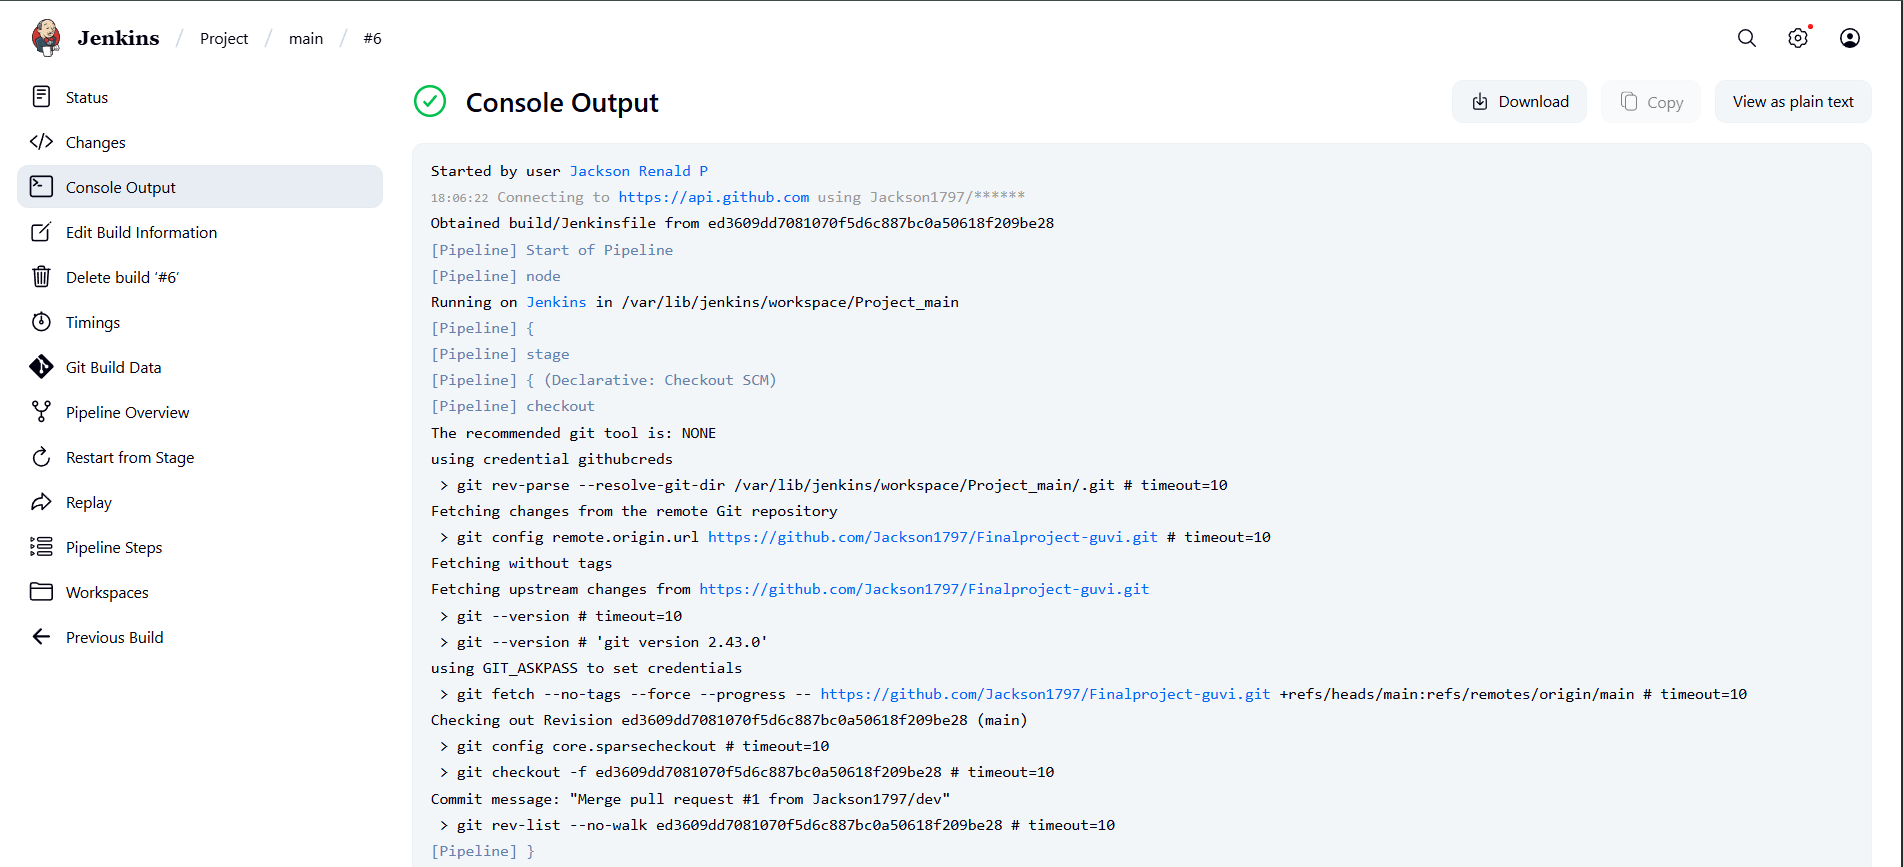 Jenkins / Project / main / #6
Status
Changes
Console Output
Edit Build Information
Delete build ‘#6’
Timings
Git Build Data
Pipeline Overview
Restart from Stage
Replay
Pipeline Steps
Workspaces
Previous Build
Console Output
Download
Copy
View as plain text
Started by user Jackson Renald P
18:06:22 Connecting to https://api.github.com using Jackson1797/******
Obtained build/Jenkinsfile from ed3609dd7081070f5d6c887bc0a50618f209be28
[Pipeline] Start of Pipeline
[Pipeline] node
Running on Jenkins in /var/lib/jenkins/workspace/Project_main
[Pipeline] {
[Pipeline] stage
[Pipeline] { (Declarative: Checkout SCM)
[Pipeline] checkout
The recommended git tool is: NONE
using credential githubcreds
> git rev-parse --resolve-git-dir /var/lib/jenkins/workspace/Project_main/.git # timeout=10
Fetching changes from the remote Git repository
> git config remote.origin.url https://github.com/Jackson1797/Finalproject-guvi.git # timeout=10
Fetching without tags
Fetching upstream changes from https://github.com/Jackson1797/Finalproject-guvi.git
> git --version # timeout=10
> git --version # 'git version 2.43.0'
using GIT_ASKPASS to set credentials
> git fetch --no-tags --force --progress -- https://github.com/Jackson1797/Finalproject-guvi.git +refs/heads/main:refs/remotes/origin/main # timeout=10
Checking out Revision ed3609dd7081070f5d6c887bc0a50618f209be28 (main)
> git config core.sparsecheckout # timeout=10
> git checkout -f ed3609dd7081070f5d6c887bc0a50618f209be28 # timeout=10
Commit message: "Merge pull request #1 from Jackson1797/dev"
> git rev-list --no-walk ed3609dd7081070f5d6c887bc0a50618f209be28 # timeout=10
[Pipeline] }